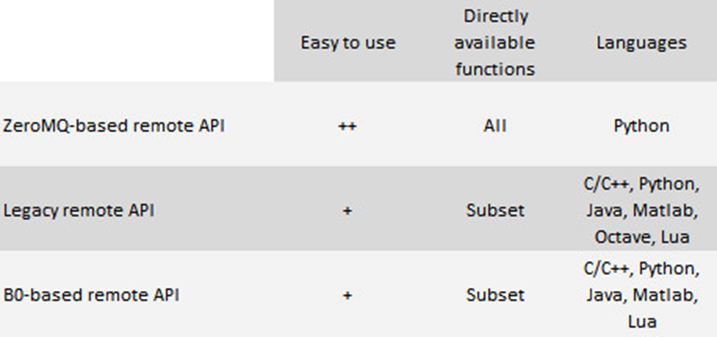 Easy to use
Directly
available
functions
Languages
ZeroMQ-based remote API
++
All
Python
Legacy remote API
+
Subset
C/C++, Python,
Java, Matlab,
Octave, Lua
B0-based remote API
+
Subset
C/C++, Python,
Java, Matlab,
Lua